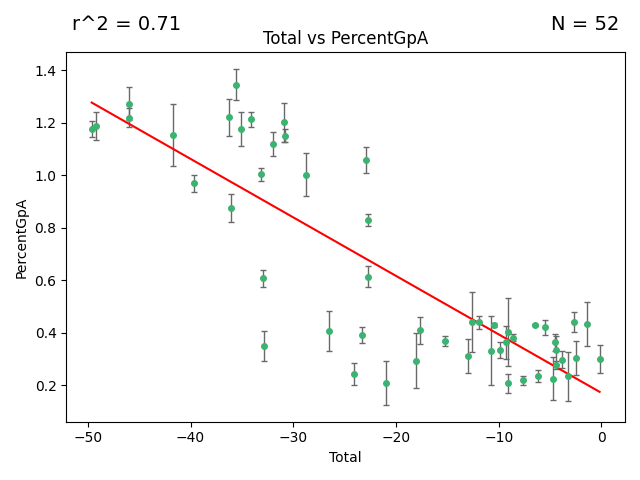 r^2 = 0.71
N = 52
Total vs PercentGpA
PercentGpA
1.4
1.2
1.0
0.8
0.6
0.4
0.2
−50
−40
−30
−20
−10
0
Total